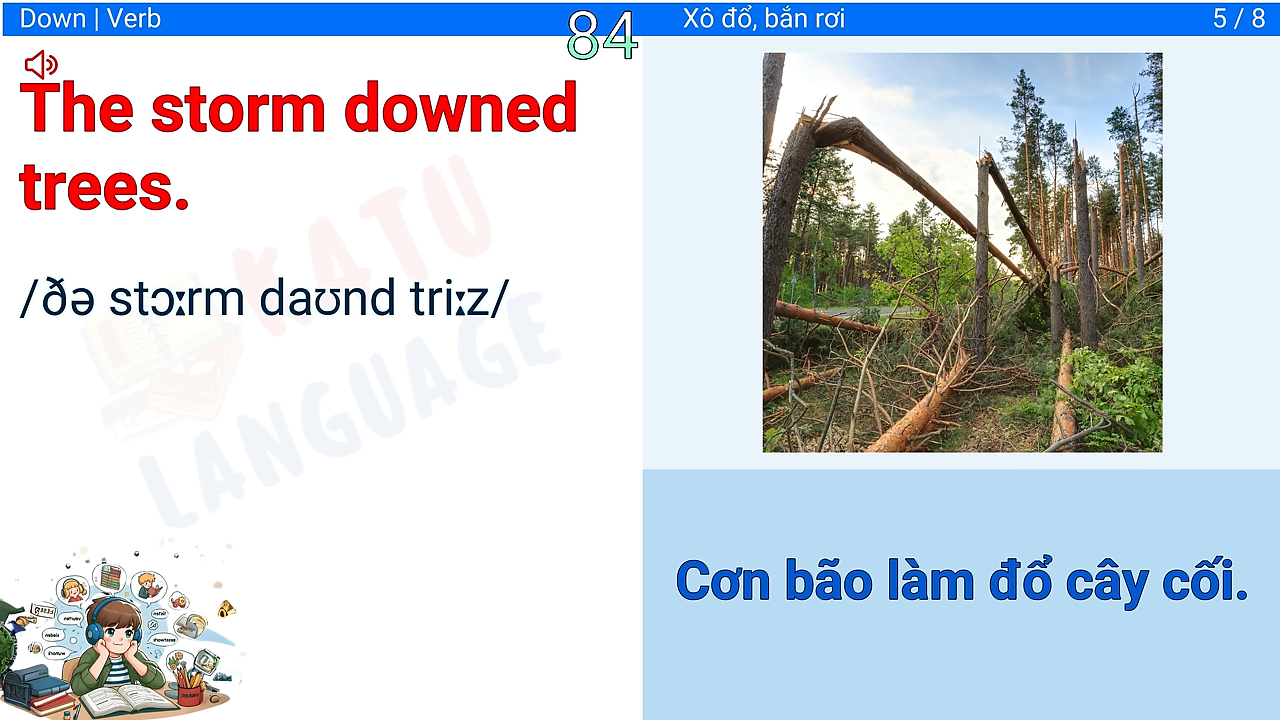 Down | Verb
84
Xô đổ, bắn rơi
5 / 8
The storm downed
trees.
/ðə stɔːrm daʊnd triːz/
KATU
LANGUAGE
Cơn bão làm đổ cây cối.